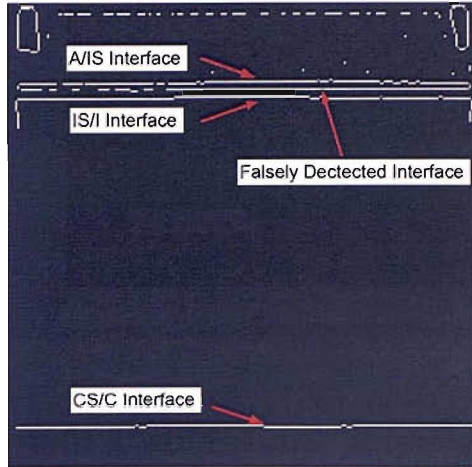 A/IS Interface
IS/I Interface
Falsely Dectected Interface
CS/C Interface